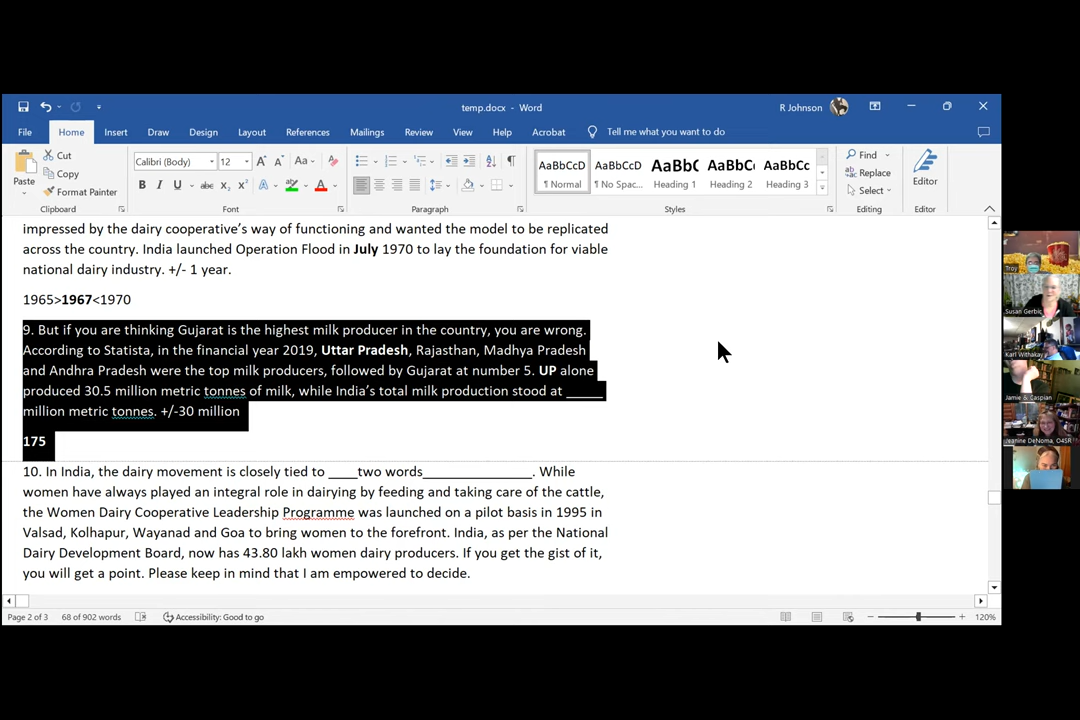 temp.docx - Word
R Johnson
File Home Insert Draw Design Layout References Mailings Review View Help Acrobat Tell me what you want to do
Paste
Cut
Copy
Format Painter
Clipboard
Calibri (Body) 12
Font
Paragraph
AaBbCcD
¶ Normal
AaBbCcD
¶ No Spac...
AaBbC
Heading 1
AaBbCc
Heading 2
AaBbCc
Heading 3
Styles
Find
Replace
Select
Editing
Editor
Editor
impressed by the dairy cooperative's way of functioning and wanted the model to be replicated
across the country. India launched Operation Flood in July 1970 to lay the foundation for viable
national dairy industry. +/- 1 year.
1965>1967<1970
9. But if you are thinking Gujarat is the highest milk producer in the country, you are wrong.
According to Statista, in the financial year 2019, Uttar Pradesh, Rajasthan, Madhya Pradesh
and Andhra Pradesh were the top milk producers, followed by Gujarat at number 5. UP alone
produced 30.5 million metric tonnes of milk, while India's total milk production stood at ______
million metric tonnes. +/-30 million
175
10. In India, the dairy movement is closely tied to ____two words_______________. While
women have always played an integral role in dairying by feeding and taking care of the cattle,
the Women Dairy Cooperative Leadership Programme was launched on a pilot basis in 1995 in
Valsad, Kolhapur, Wayanad and Goa to bring women to the forefront. India, as per the National
Dairy Development Board, now has 43.80 lakh women dairy producers. If you get the gist of it,
you will get a point. Please keep in mind that I am empowered to decide.
Page 2 of 3 68 of 902 words Accessibility: Good to go 120%
Troy
Susan Gerbic
Karl Withakay
Jamie & Caspian
Jeanine DeNoma, O4SR